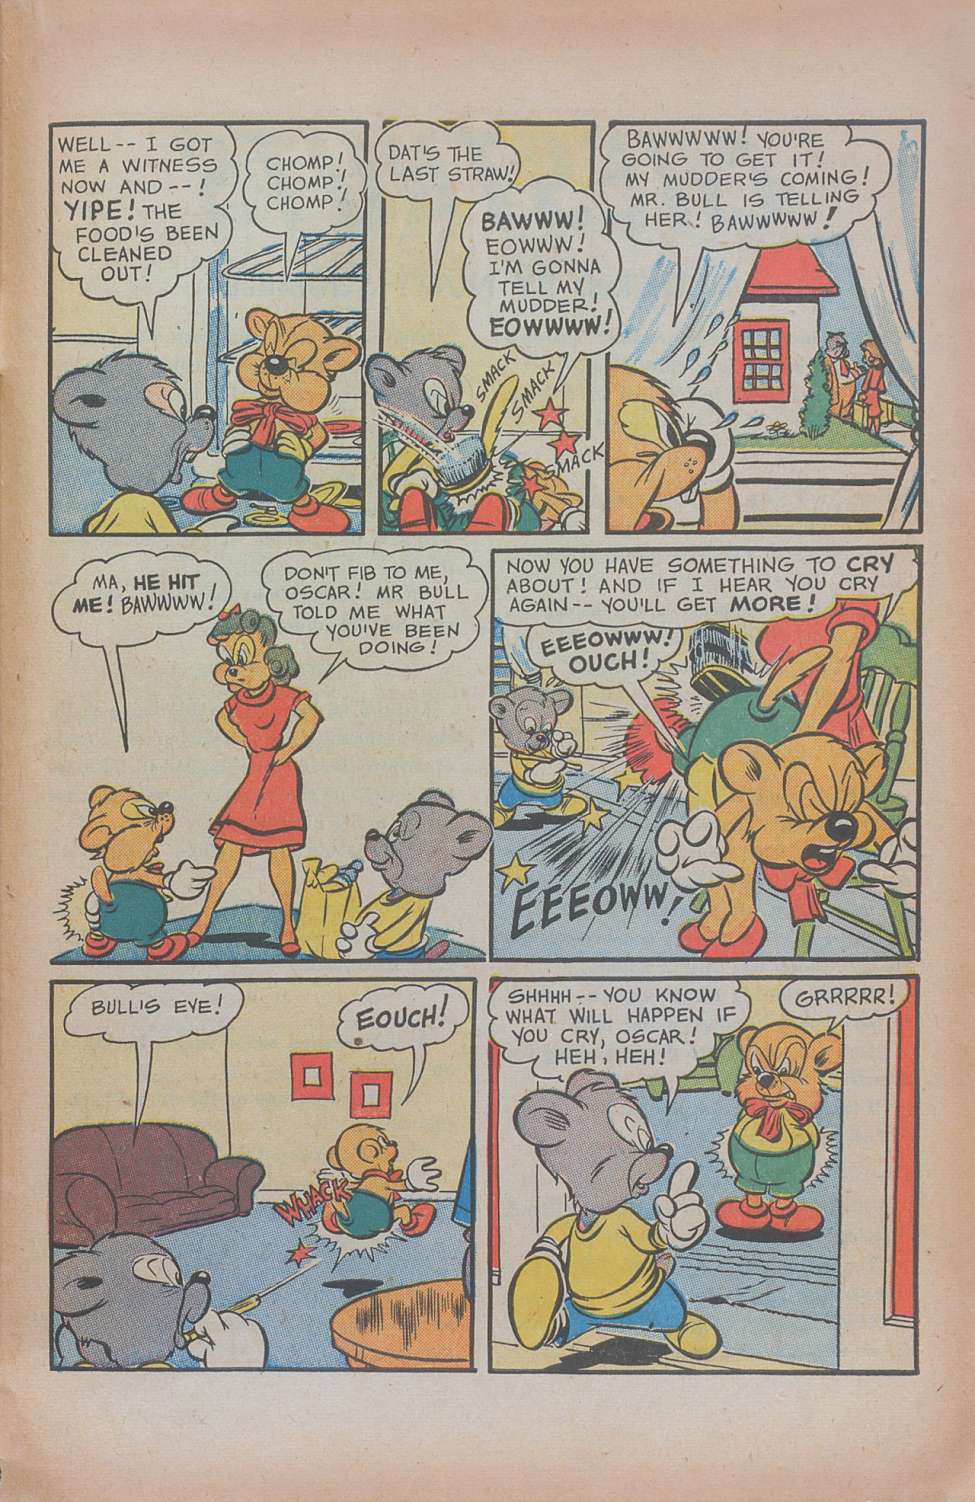 WELL -- I GOT
ME A WITNESS
NOW AND --!
YIPE! THE
FOOD'S BEEN
CLEANED
OUT!
CHOMP!
CHOMP!
CHOMP!
DAT'S THE
LAST STRAW!
BAWWW!
EOWWW!
I'M GONNA
TELL MY
MUDDER!
EOWWWW!
SMACK
SMACK
SMACK
BAWWWWW! YOU'RE
GOING TO GET IT!
MY MUDDER'S COMING!
MR. BULL IS TELLING
HER! BAWWWWW!
MA, HE HIT
ME! BAWWWW!
DON'T FIB TO ME,
OSCAR! MR BULL
TOLD ME WHAT
YOU'VE BEEN
DOING!
NOW YOU HAVE SOMETHING TO CRY
ABOUT! AND IF I HEAR YOU CRY
AGAIN-- YOU'LL GET MORE!
EEEOWWW!
OUCH!
EEEOWW!
BULL'S EYE!
EOUCH!
WHACK
SHHHH-- YOU KNOW
WHAT WILL HAPPEN IF
YOU CRY, OSCAR!
HEH, HEH!
GRRRRR!